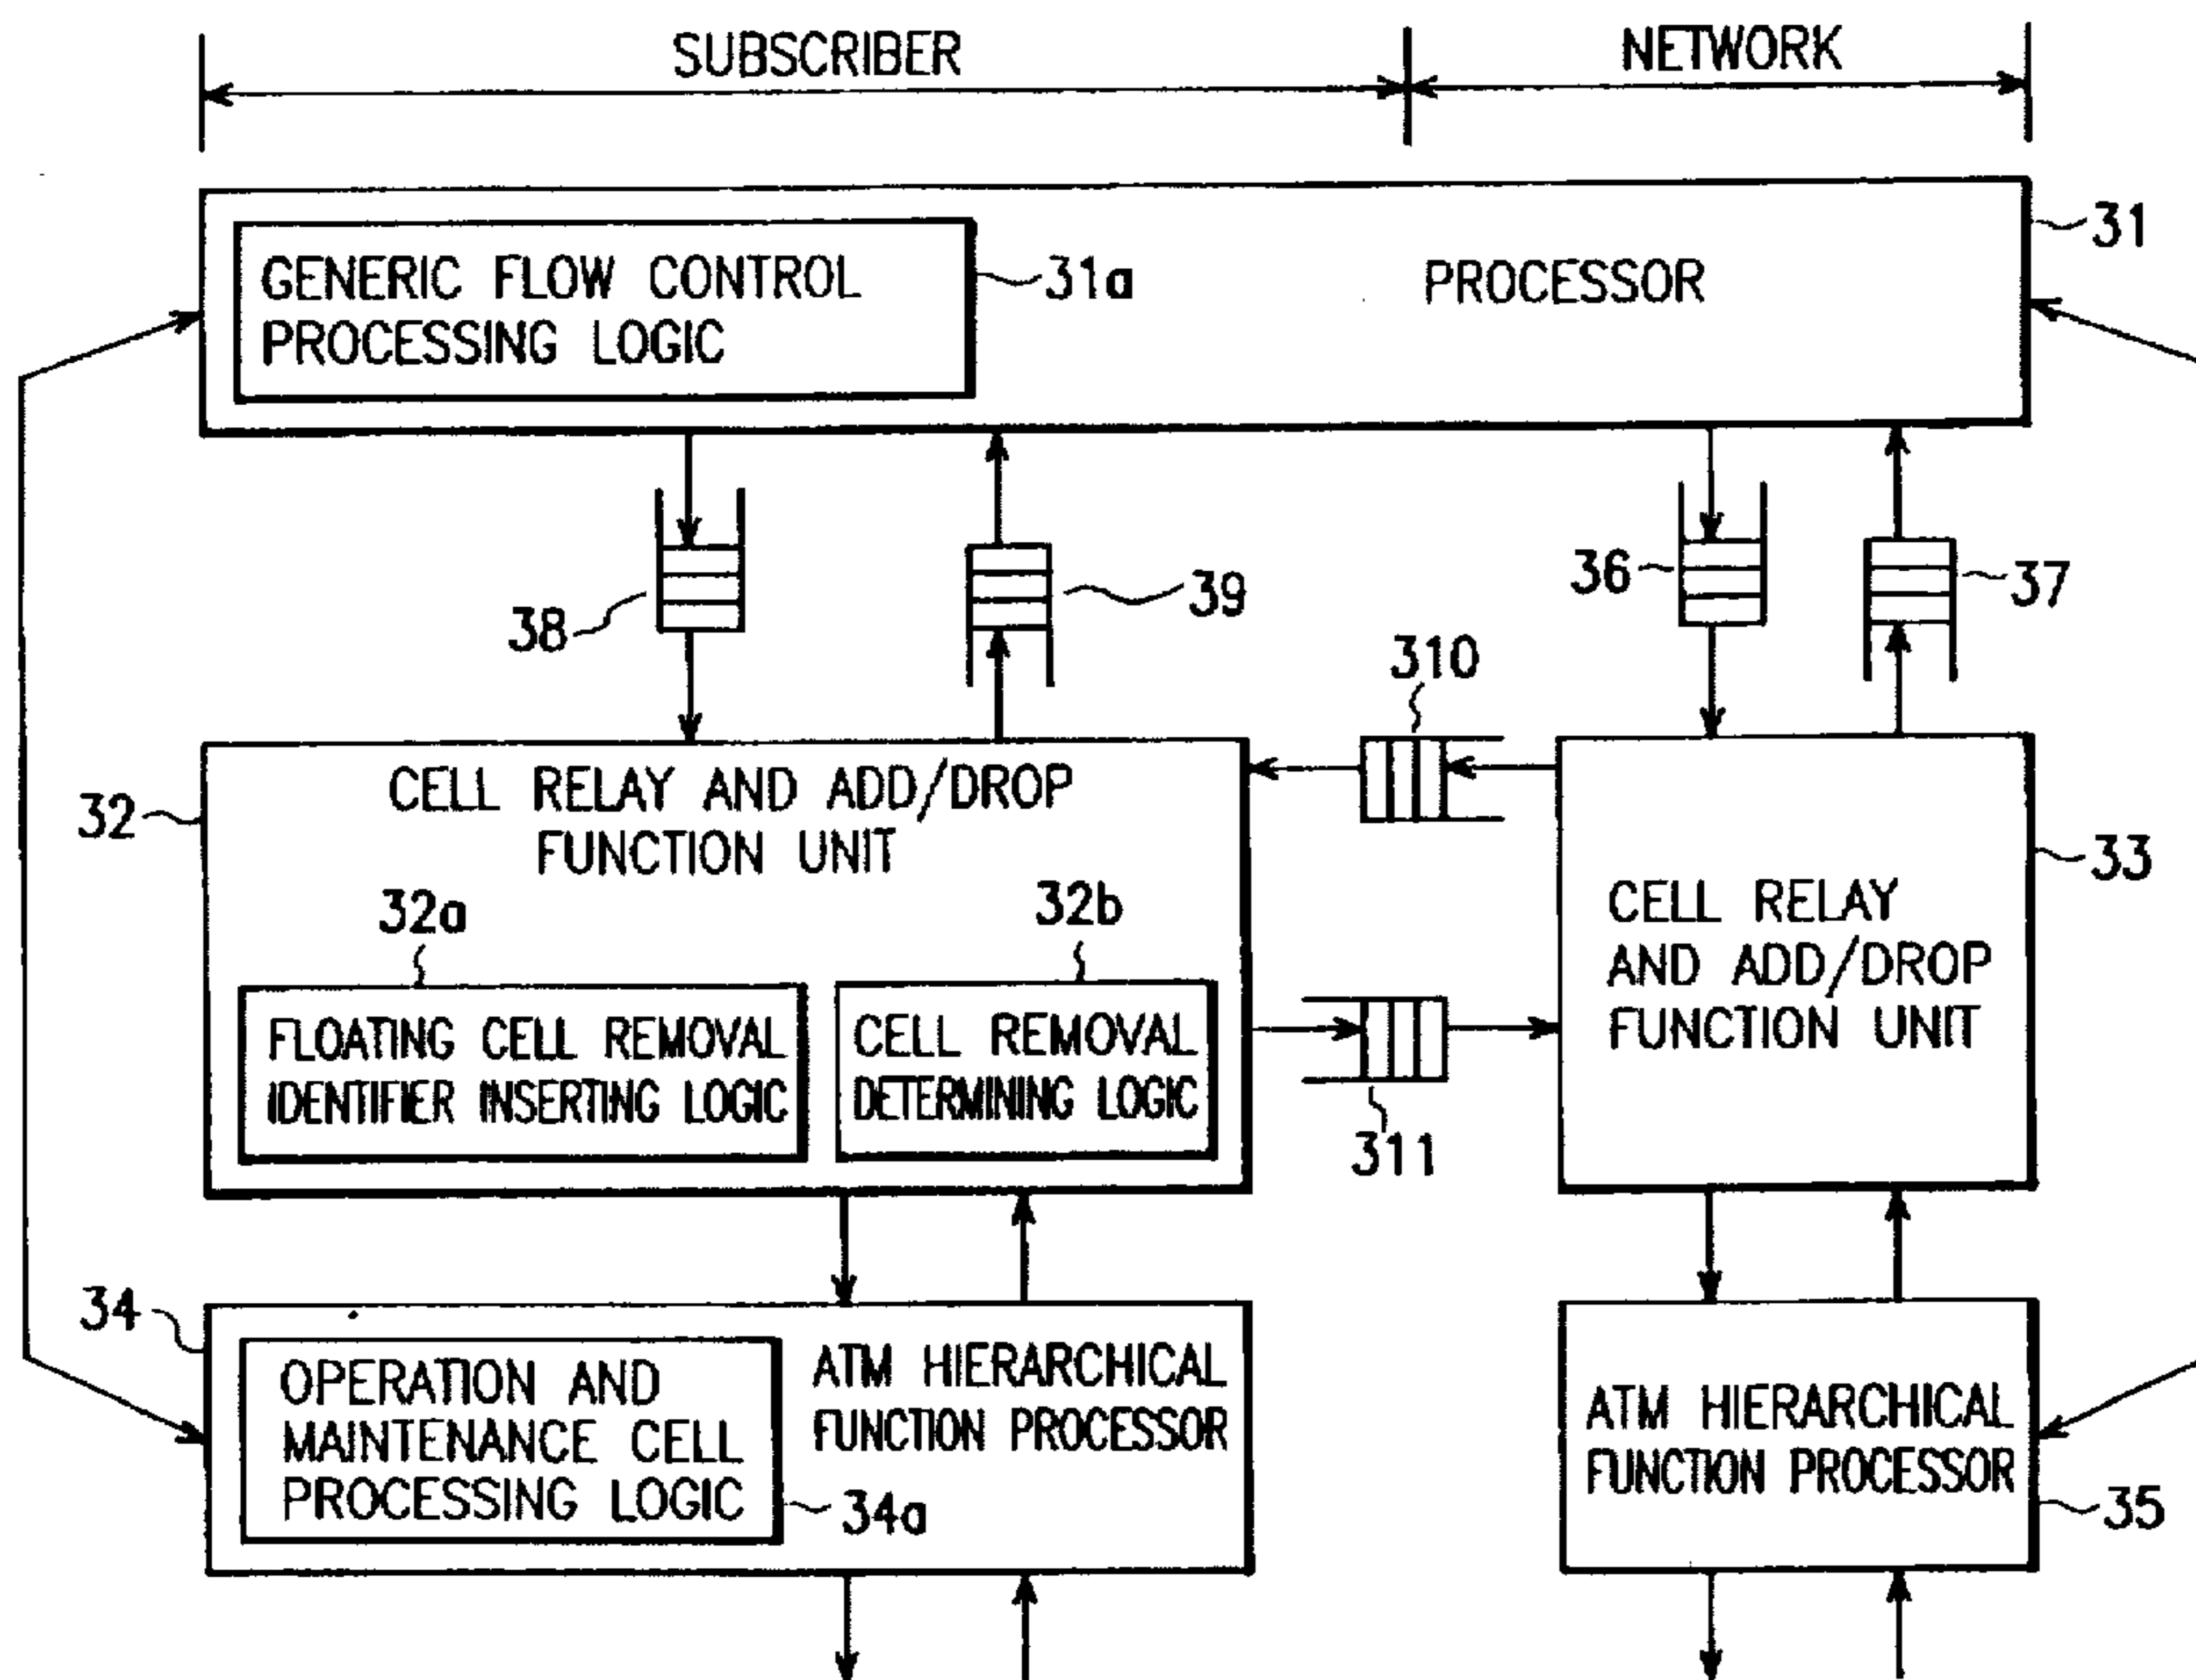 SUBSCRIBER
NETWORK
31
GENERIC FLOW CONTROL
PROCESSING LOGIC
31a
PROCESSOR
38
39
36
37
310
32
CELL RELAY AND ADD/DROP
FUNCTION UNIT
32a
32b
FLOATING CELL REMOVAL
IDENTIFIER INSERTING LOGIC
CELL REMOVAL
DETERMINING LOGIC
311
33
CELL RELAY
AND ADD/DROP
FUNCTION UNIT
34
OPERATION AND
MAINTENANCE CELL
PROCESSING LOGIC
34a
ATM HIERARCHICAL
FUNCTION PROCESSOR
ATM HIERARCHICAL
FUNCTION PROCESSOR
35